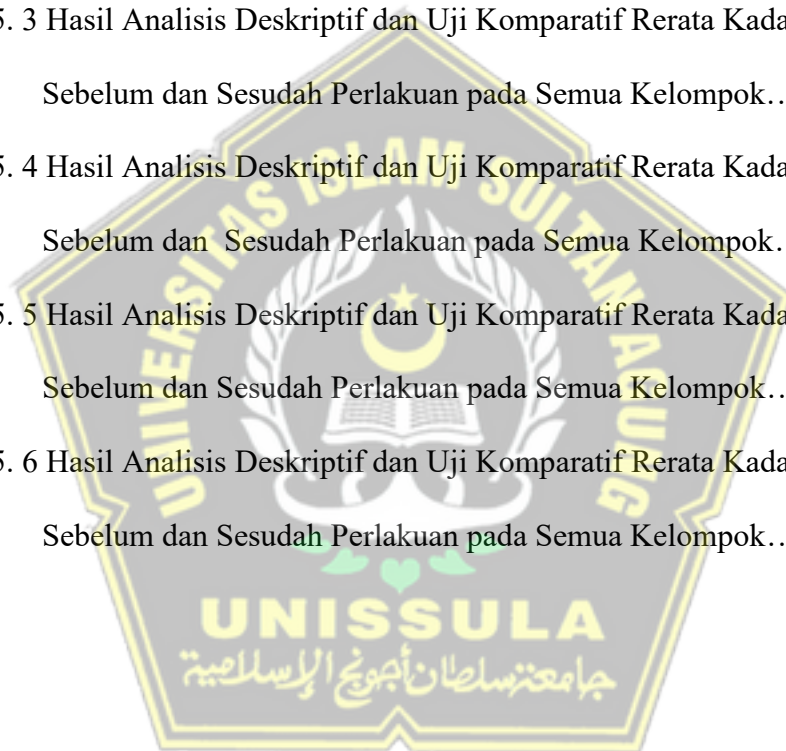 5. 3 Hasil Analisis Deskriptif dan Uji Komparatif Rerata Kada
Sebelum dan Sesudah Perlakuan pada Semua Kelompok…
5. 4 Hasil Analisis Deskriptif dan Uji Komparatif Rerata Kada
Sebelum dan Sesudah Perlakuan pada Semua Kelompok.
5. 5 Hasil Analisis Deskriptif dan Uji Komparatif Rerata Kada
Sebelum dan Sesudah Perlakuan pada Semua Kelompok…
5. 6 Hasil Analisis Deskriptif dan Uji Komparatif Rerata Kada
Sebelum dan Sesudah Perlakuan pada Semua Kelompok…
UNIVERSITAS ISLAM SULTAN AGUNG
UNISSULA
جامعة سلطان أجونج الإسلامية